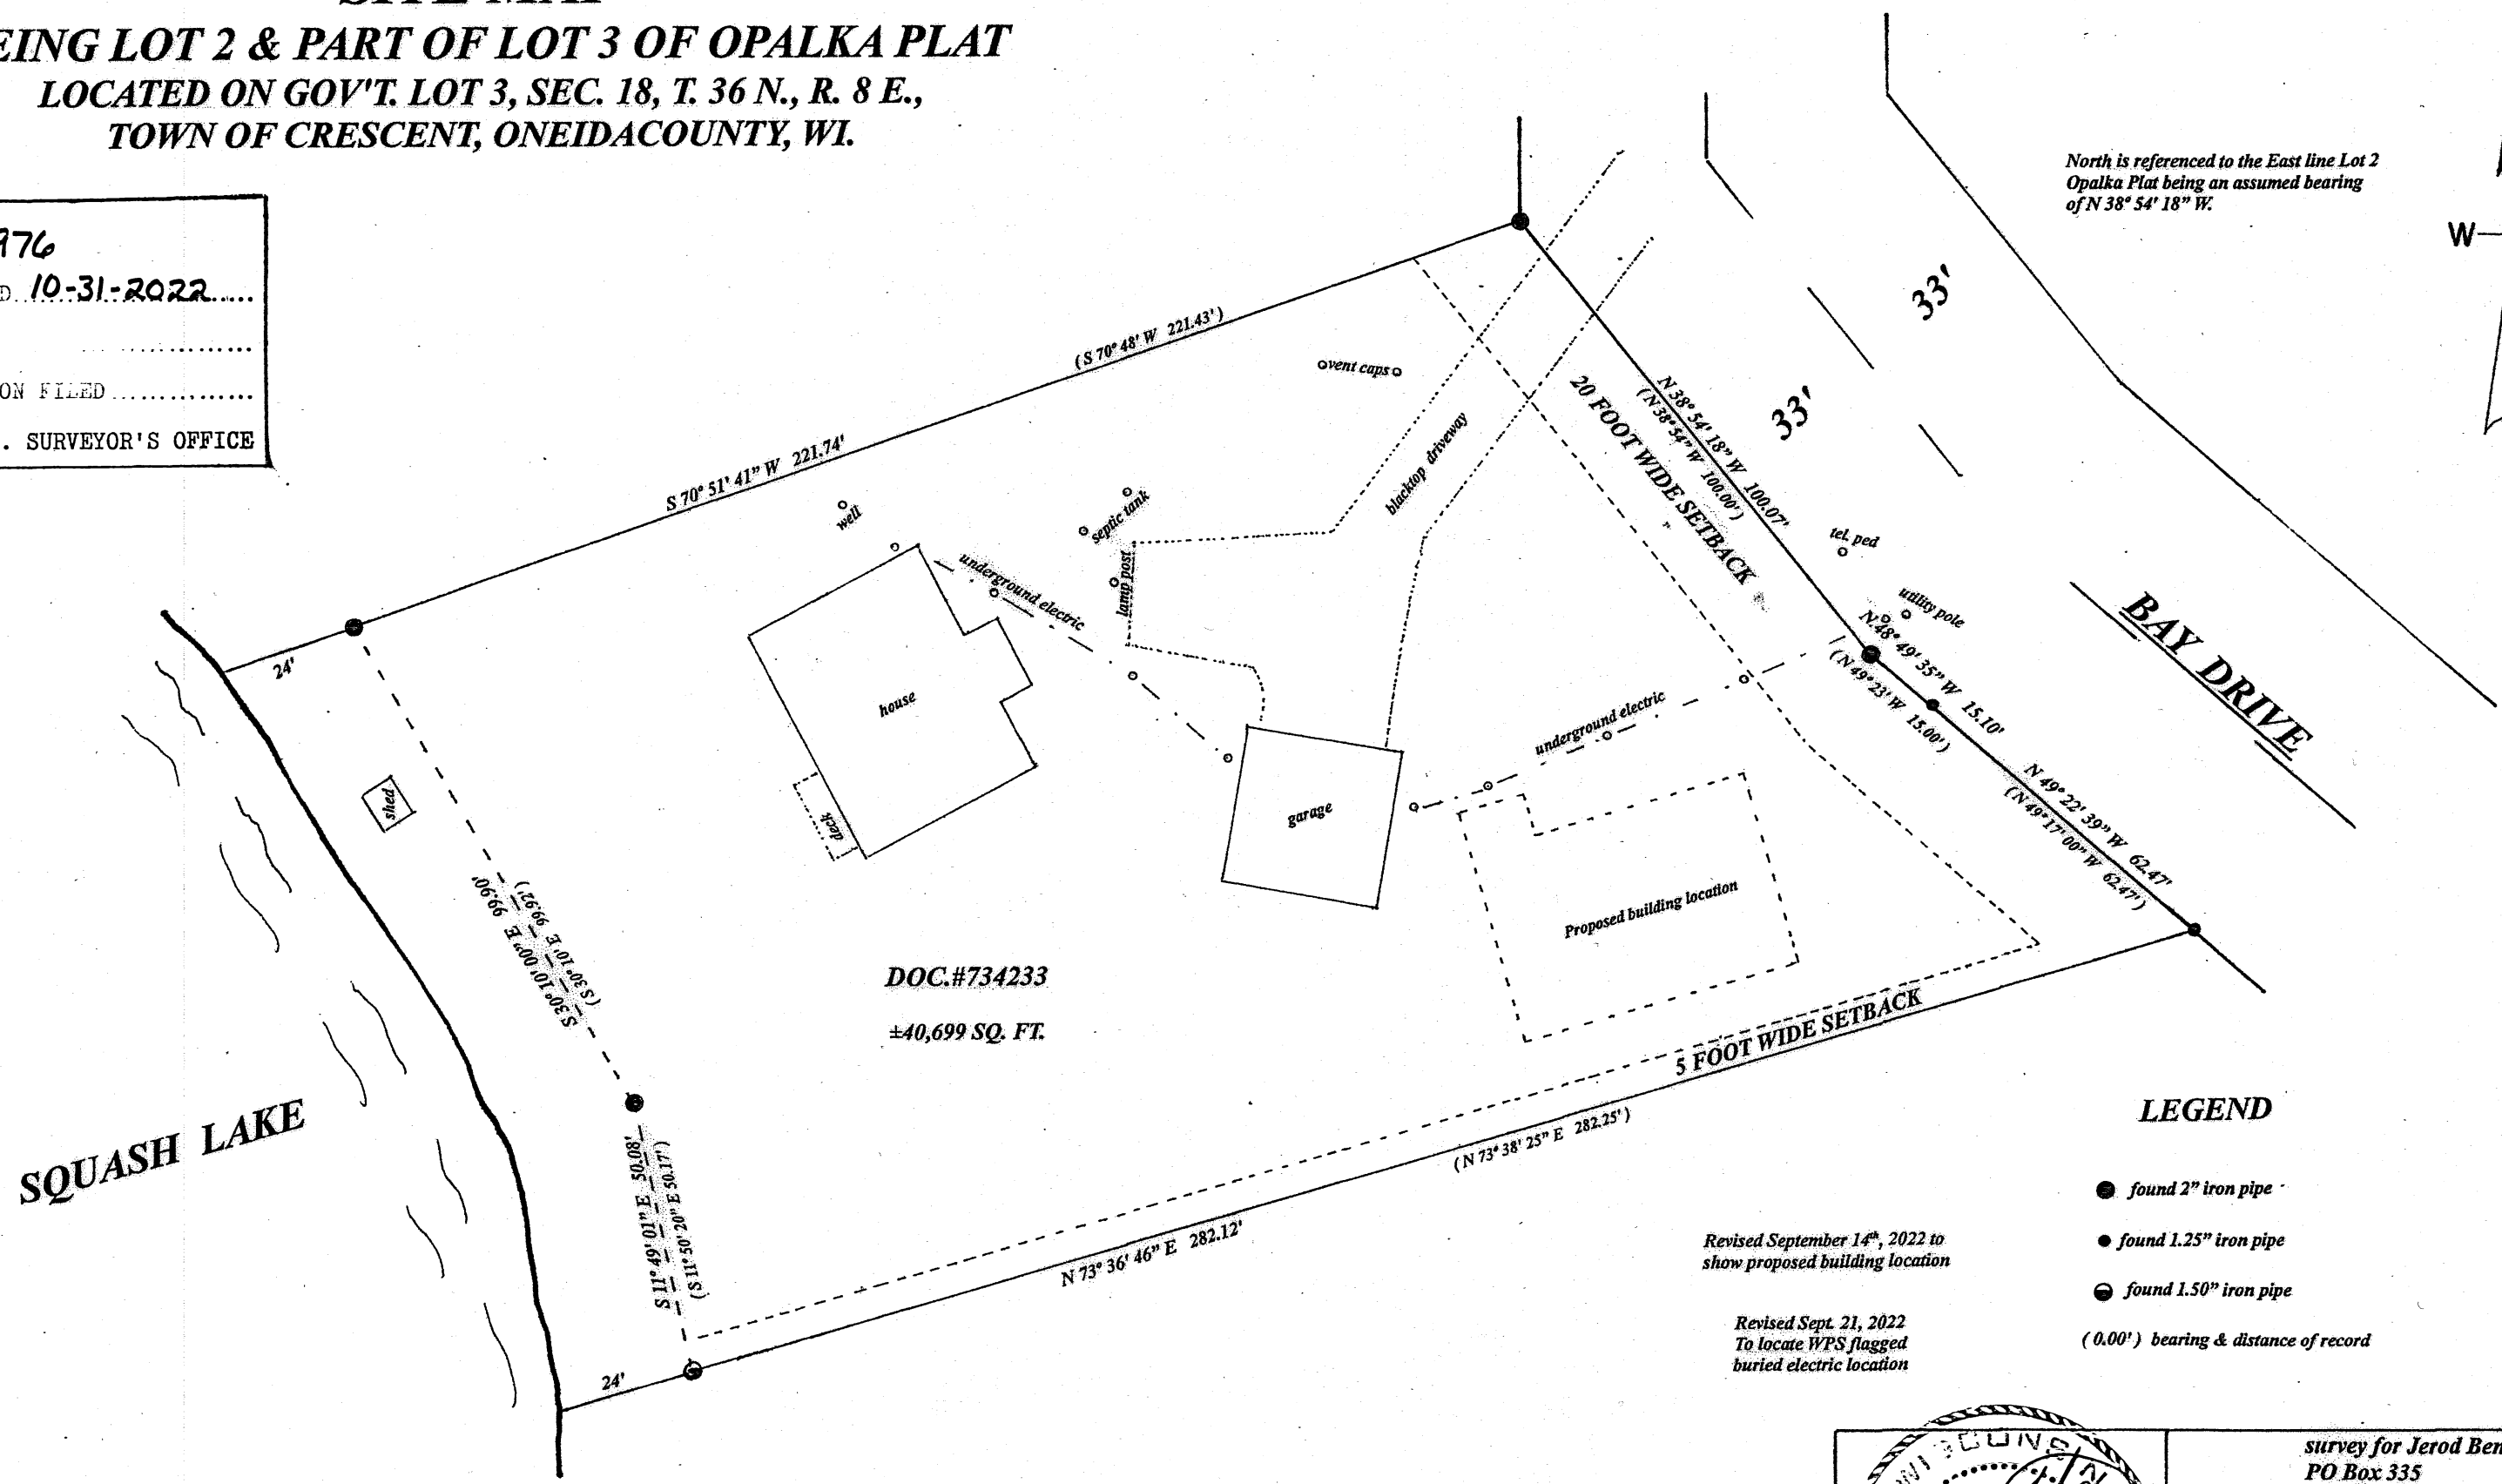 SITE MAP
EING LOT 2 & PART OF LOT 3 OF OPALKA PLAT
LOCATED ON GOV'T. LOT 3, SEC. 18, T. 36 N., R. 8 E.,
TOWN OF CRESCENT, ONEIDACOUNTY, WI.
976
D 10-31-2022
ON FILED
. SURVEYOR'S OFFICE
North is referenced to the East line Lot 2
Opalka Plat being an assumed bearing
of N 38° 54' 18" W.
W
33'
33'
( S 70° 48' W 221.43' )
S 70° 51' 41" W 221.74'
vent caps
20 FOOT WIDE SETBACK
N 38° 54' 18" W 100.07'
( N 38° 54" W 100.00' )
blacktop driveway
well
septic tank
lamp post
underground electric
tel. ped
utility pole
BAY DRIVE
N 48° 49' 35" W 15.10'
( N 49° 23' W 15.00' )
24'
house
underground electric
N 49° 22' 39" W 62.47'
( N 49° 17' 00" W 62.47' )
shed
deck
garage
Proposed building location
S 30° 10' 00" E 99.90'
( S 30° 10' E 99.92' )
DOC.#734233
±40,699 SQ. FT.
5 FOOT WIDE SETBACK
SQUASH LAKE
S 11° 49' 01" E 50.08'
( S 11° 50' 20" E 50.17' )
( N 73° 38' 25" E 282.25' )
N 73° 36' 46" E 282.12'
24'
LEGEND
found 2" iron pipe
found 1.25" iron pipe
found 1.50" iron pipe
( 0.00' ) bearing & distance of record
Revised September 14th, 2022 to
show proposed building location
Revised Sept. 21, 2022
To locate WPS flagged
buried electric location
WISCONSIN
survey for Jerod Ben
PO Box 335